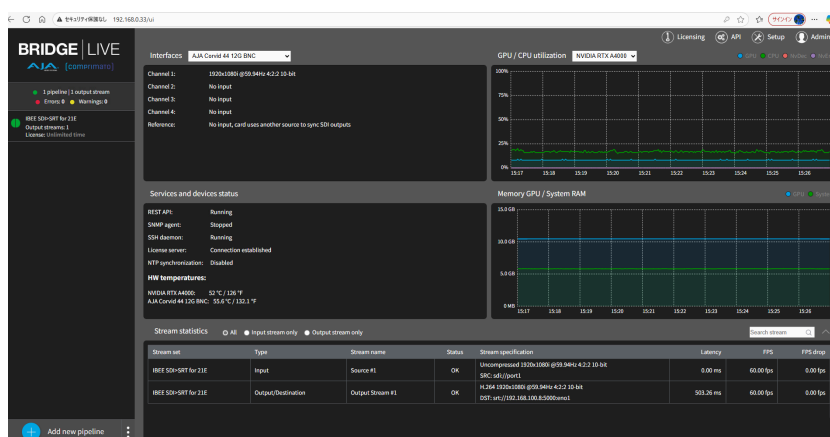 セキュリティ保護なし 192.168.0.33/ui
サインイン
BRIDGE | LIVE
AJA [comprimato]
Licensing
API
Setup
Admin
1 pipeline | 1 output stream
Errors: 0 Warnings: 0
IBEE SDI>SRT for 21E
Output streams: 1
License: Unlimited time
Interfaces AJA Corvid 44 12G BNC
Channel 1: 1920x1080i @59.94Hz 4:2:2 10-bit
Channel 2: No input
Channel 3: No input
Channel 4: No input
Reference: No input, card uses another source to sync SDI outputs
GPU / CPU utilization NVIDIA RTX A4000
GPU CPU NvDec
100%
75%
50%
25%
0%
15:17 15:18 15:19 15:20 15:21 15:22 15:23 15:24 15:25 15:26
Services and devices status
REST API: Running
SNMP agent: Stopped
SSH daemon: Running
License server: Connection established
NTP synchronization: Disabled
HW temperatures:
NVIDIA RTX A4000: 52 °C / 126 °F
AJA Corvid 44 12G BNC: 55.6 °C / 132.1 °F
Memory GPU / System RAM
GPU
15.0 GB
10.0 GB
5.0 GB
0 MB
15:17 15:18 15:19 15:20 15:21 15:22 15:23 15:24 15:25 15:26
Stream statistics All Input stream only Output stream only
Search stream
Stream set Type Stream name Status Stream specification Latency FPS FPS drop
IBEE SDI>SRT for 21E Input Source #1 OK Uncompressed 1920x1080i @59.94Hz 4:2:2 10-bit 0.00 ms 60.00 fps 0.00 fps
SRC: sdi://port1
IBEE SDI>SRT for 21E Output/Destination Output Stream #1 OK H.264 1920x1080i @59.94Hz 4:2:2 10-bit 503.26 ms 60.00 fps 0.00 fps
DST: srt://192.168.100.8:5000:eno1
Add new pipeline